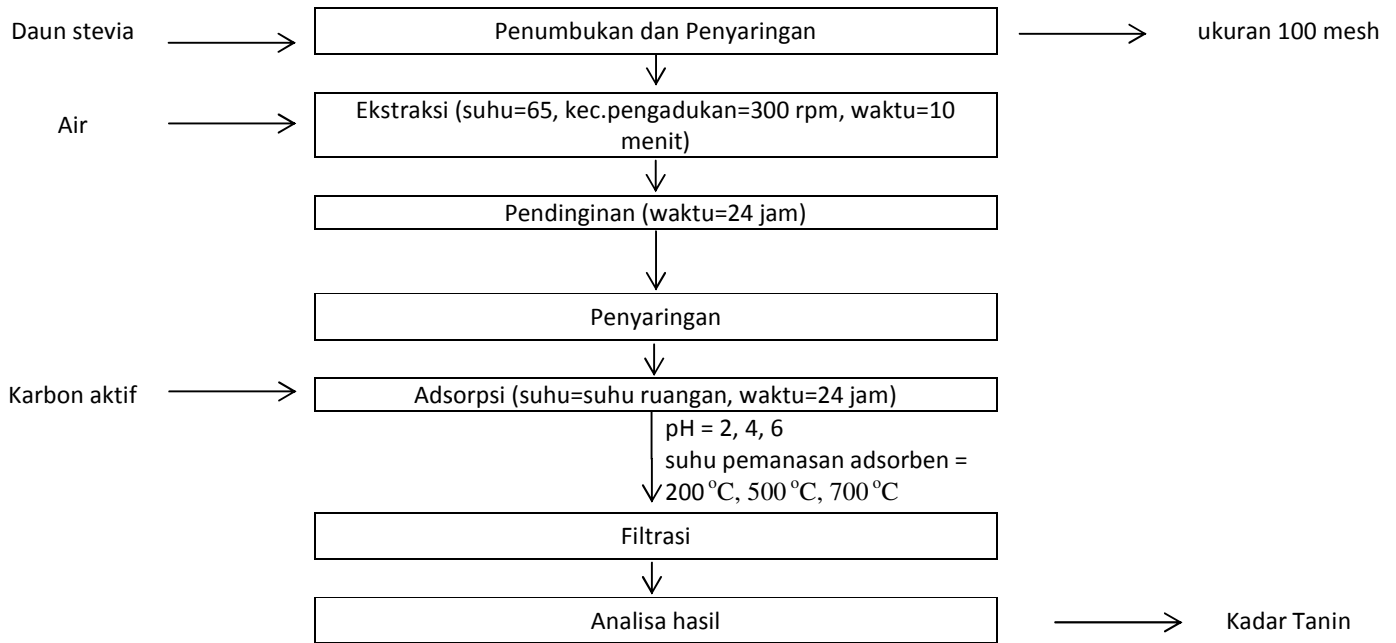 Daun stevia
Penumbukan dan Penyaringan
ukuran 100 mesh
Air
Ekstraksi (suhu=65, kec.pengadukan=300 rpm, waktu=10
menit)
Pendinginan (waktu=24 jam)
Penyaringan
Karbon aktif
Adsorpsi (suhu=suhu ruangan, waktu=24 jam)
pH = 2, 4, 6
suhu pemanasan adsorben =
200 °C, 500 °C, 700 °C
Filtrasi
Analisa hasil
Kadar Tanin